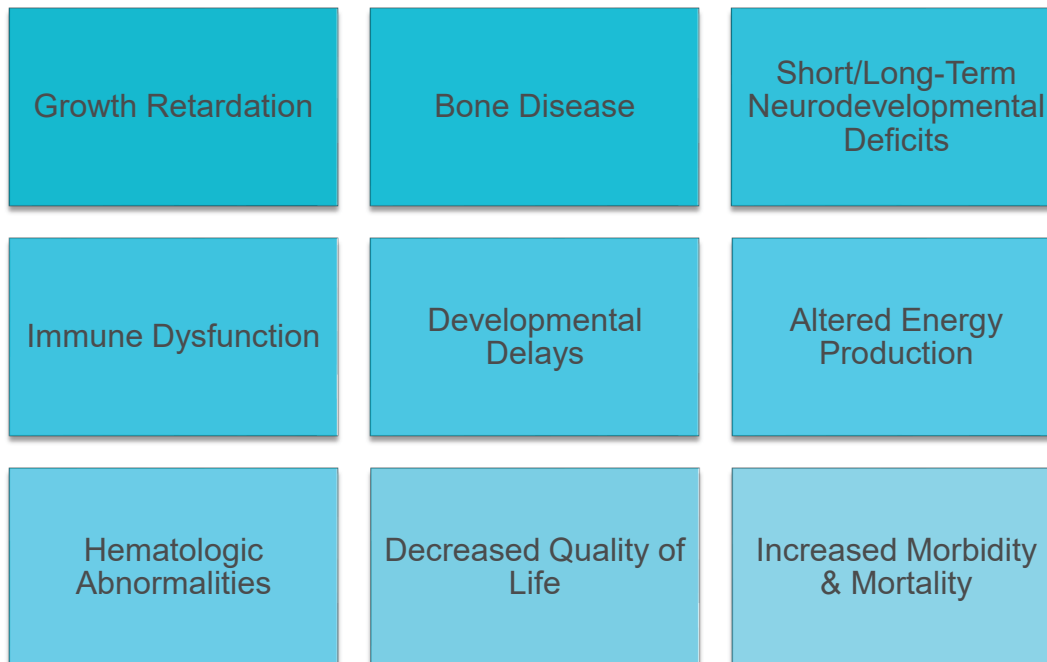 Growth Retardation
Bone Disease
Short/Long-Term
Neurodevelopmental
Deficits
Immune Dysfunction
Developmental
Delays
Altered Energy
Production
Hematologic
Abnormalities
Decreased Quality of
Life
Increased Morbidity
& Mortality